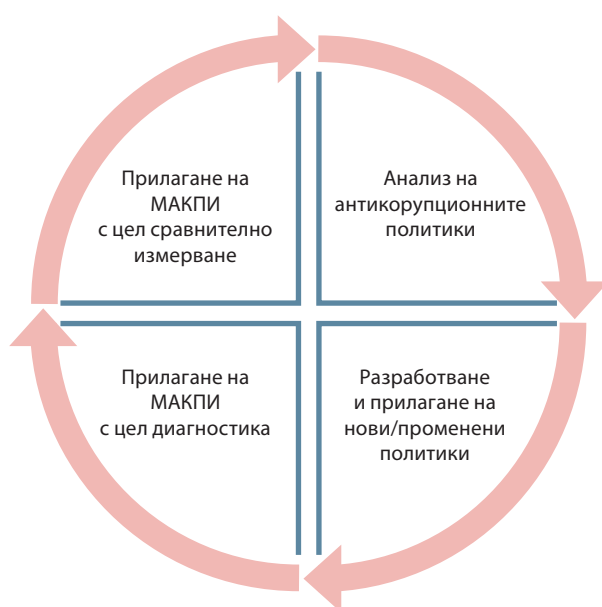 Прилагане на
МАКПИ
с цел сравнително
измерване
Анализ на
антикорупционните
политики
Прилагане на
МАКПИ
с цел диагностика
Разработване
и прилагане на
нови/променени
политики